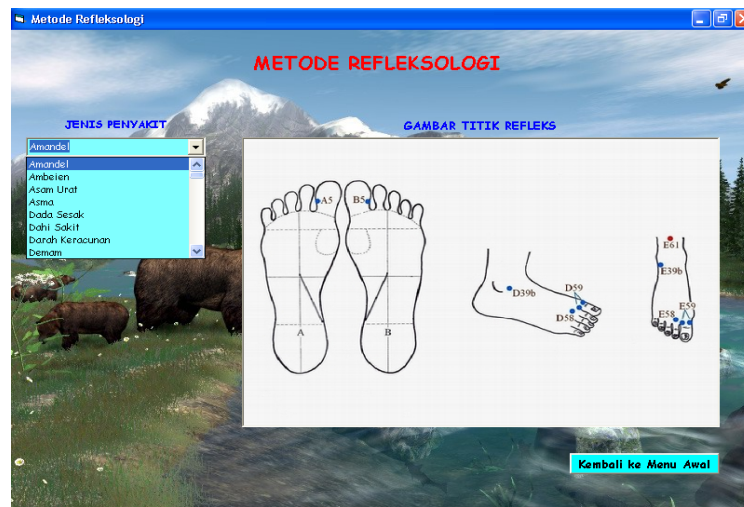 Metode Refleksologi
METODE REFLEKSOLOGI
JENIS PENYAKIT
GAMBAR TITIK REFLEKS
Amandel
Amandel
Ambeien
Asam Urat
Asma
Dada Sesak
Dahi Sakit
Darah Keracunan
Demam
A5 B5
A B
D39b
D59
D58
E61
E39b
E58 E59
Kembali ke Menu Awal